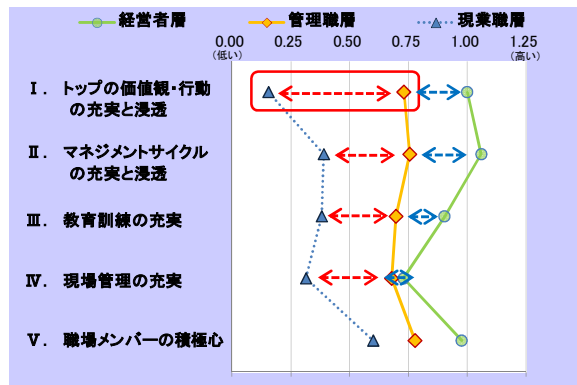 経営者層 管理職層 現業職層
0.00 0.25 0.50 0.75 1.00 1.25
(低い) (高い)
Ⅰ. トップの価値観・行動
の充実と浸透
Ⅱ. マネジメントサイクル
の充実と浸透
Ⅲ. 教育訓練の充実
Ⅳ. 現場管理の充実
Ⅴ. 職場メンバーの積極心